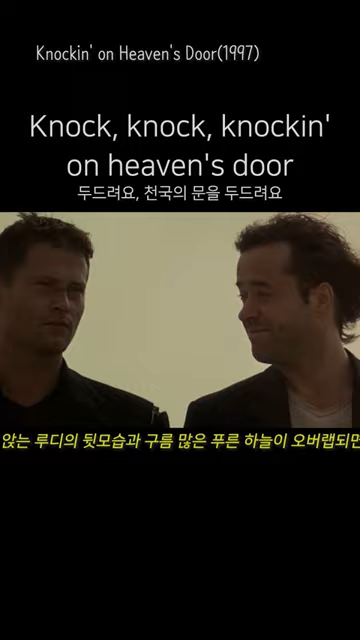 Knockin' on Heaven's Door(1997)
Knock, knock, knockin'
on heaven's door
두드려요, 천국의 문을 두드려요
앉는 루디의 뒷모습과 구름 많은 푸른 하늘이 오버랩되면